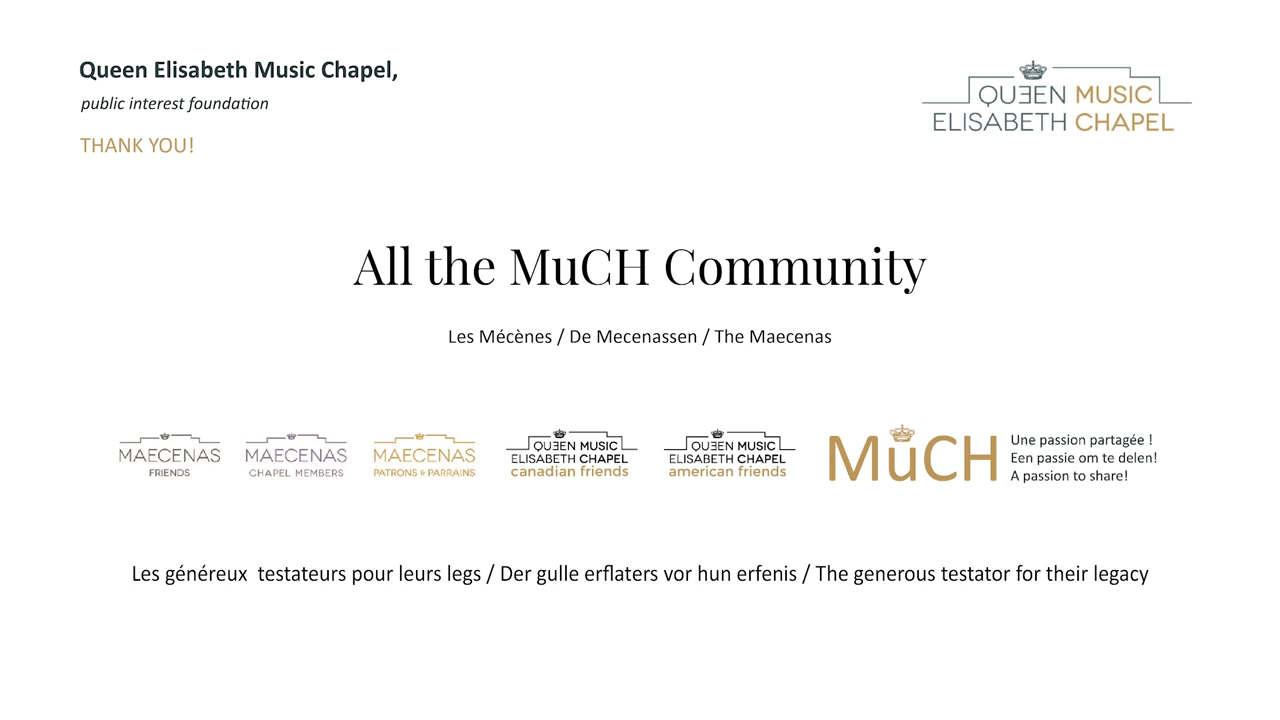 Queen Elisabeth Music Chapel,
public interest foundation
THANK YOU!
QUEEN MUSIC
ELISABETH CHAPEL
All the MuCH Community
Les Mécènes / De Mecenassen / The Maecenas
MAECENAS
FRIENDS
MAECENAS
CHAPEL MEMBERS
MAECENAS
PATRONS & PARRAINS
QUEEN MUSIC
ELISABETH CHAPEL
canadian friends
QUEEN MUSIC
ELISABETH CHAPEL
american friends
MuCH
Une passion partagée !
Een passie om te delen!
A passion to share!
Les généreux  testateurs pour leurs legs / Der gulle erflaters vor hun erfenis / The generous testator for their legacy